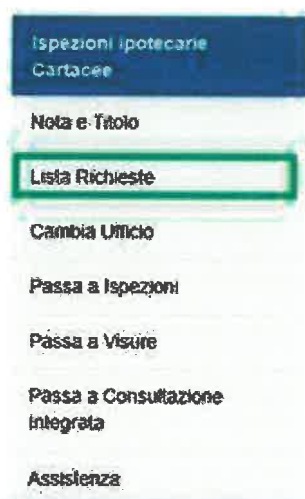 Ispezioni Ipotecarie
Cartacee
Nota e Titolo
Lista Richieste
Cambia Ufficio
Passa a Ispezioni
Passa a Visure
Passa a Consultazione
Integrata
Assistenza